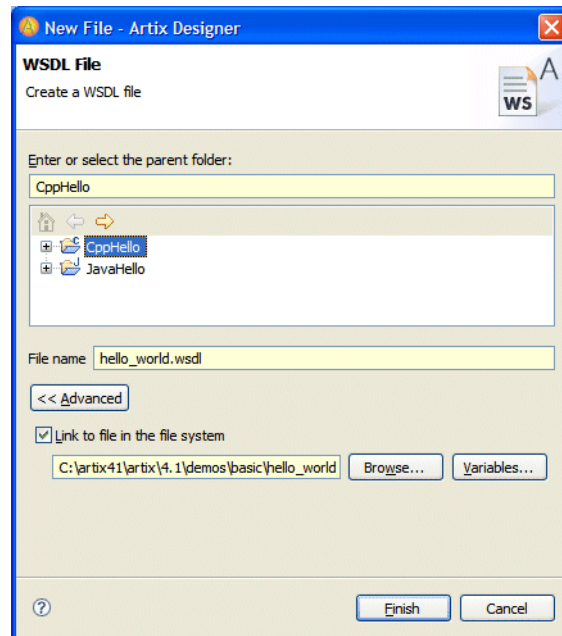 New File - Artix Designer
WSDL File
Create a WSDL file
A
WS
Enter or select the parent folder:
CppHello
CppHello
JavaHello
File name hello_world.wsdl
<< Advanced
Link to file in the file system
C:\artix41\artix\4.1\demos\basic\hello_world Browse... Variables...
? Finish Cancel